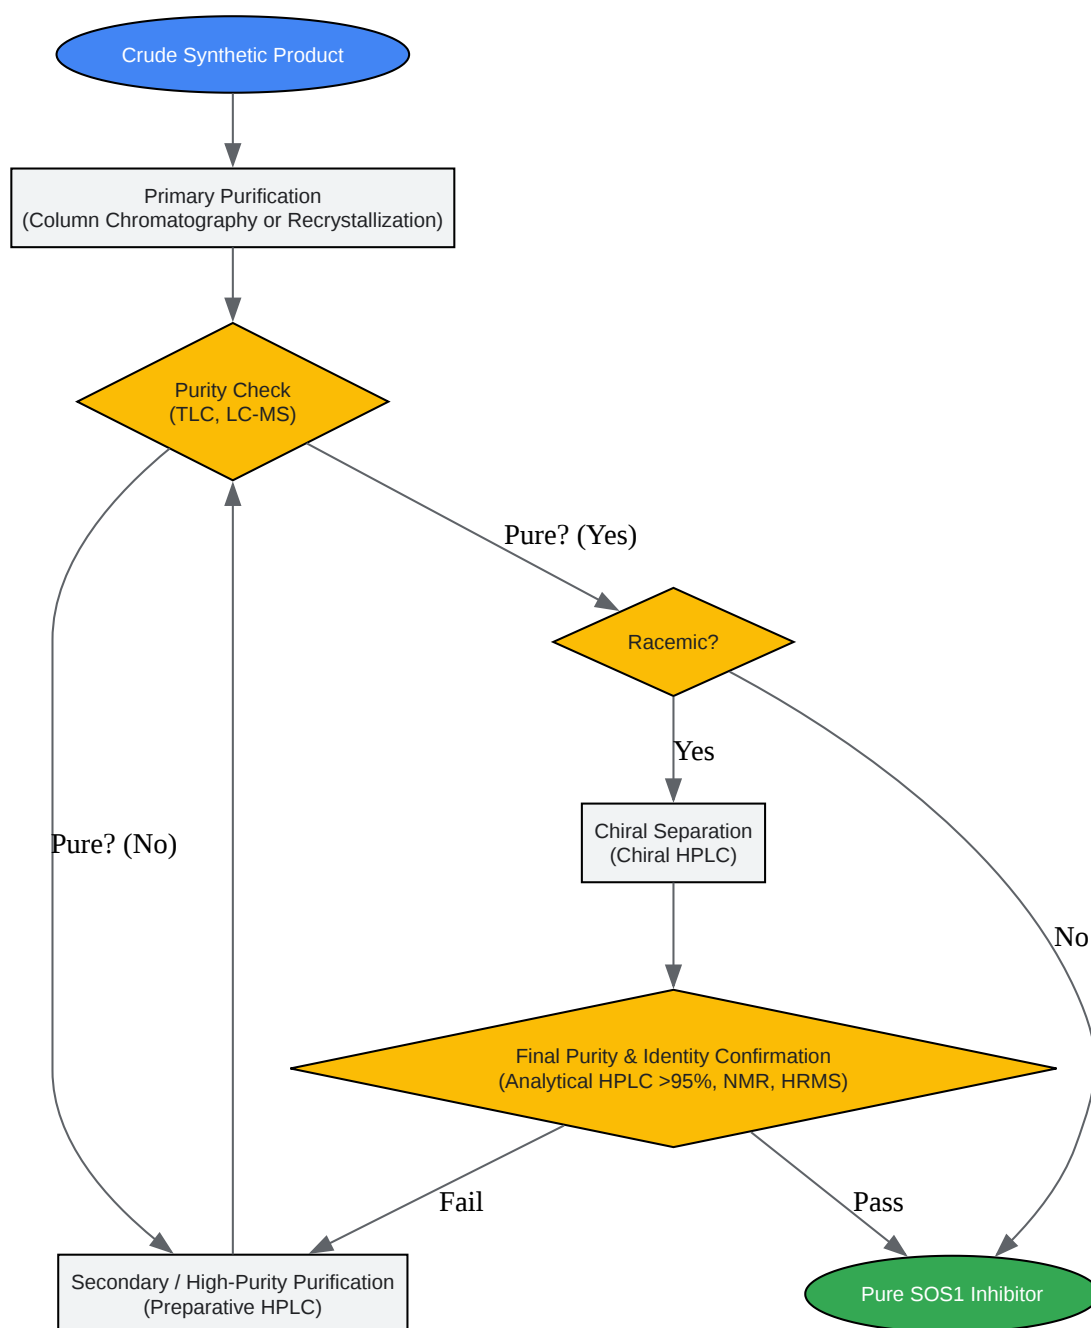 Crude Synthetic Product
Primary Purification
(Column Chromatography or Recrystallization)
Purity Check
(TLC, LC-MS)
Pure? (Yes)
Racemic?
Yes
Chiral Separation
(Chiral HPLC)
Pure? (No)
No
Final Purity & Identity Confirmation
(Analytical HPLC >95%, NMR, HRMS)
Fail
Pass
Secondary / High-Purity Purification
(Preparative HPLC)
Pure SOS1 Inhibitor